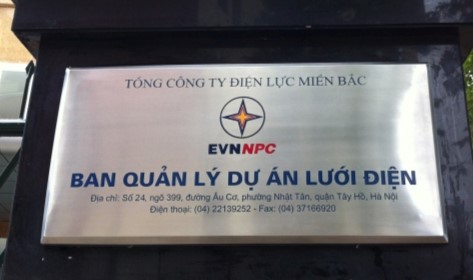 TỔNG CÔNG TY ĐIỆN LỰC MIỀN BẮC
EVNNPC
BAN QUẢN LÝ DỰ ÁN LƯỚI ĐIỆN
Địa chỉ: Số 24, ngõ 399, đường Âu Cơ, phường Nhật Tân, quận Tây Hồ, Hà Nội
Điện thoại: (04) 22139252 - Fax: (04) 37166920